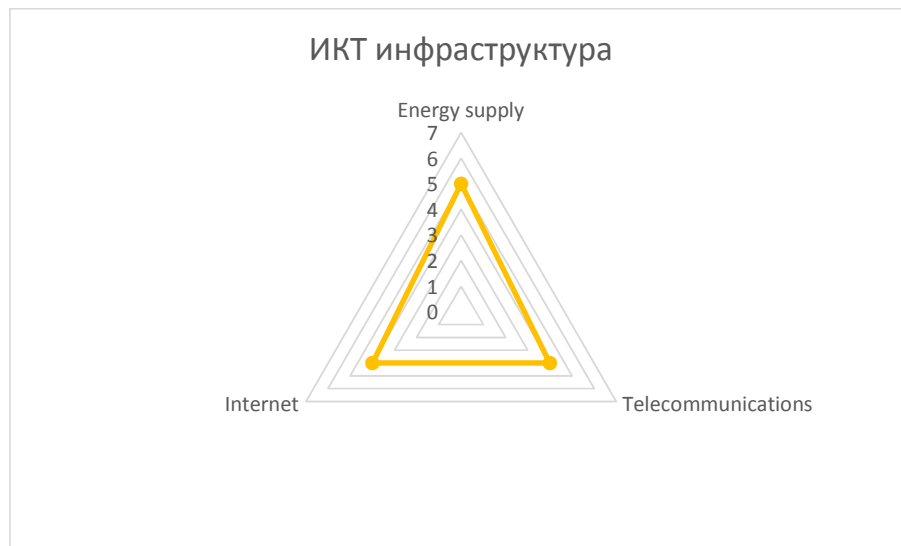 ИКТ инфраструктура
Energy supply
7
6
5
4
3
2
1
0
Internet
Telecommunications